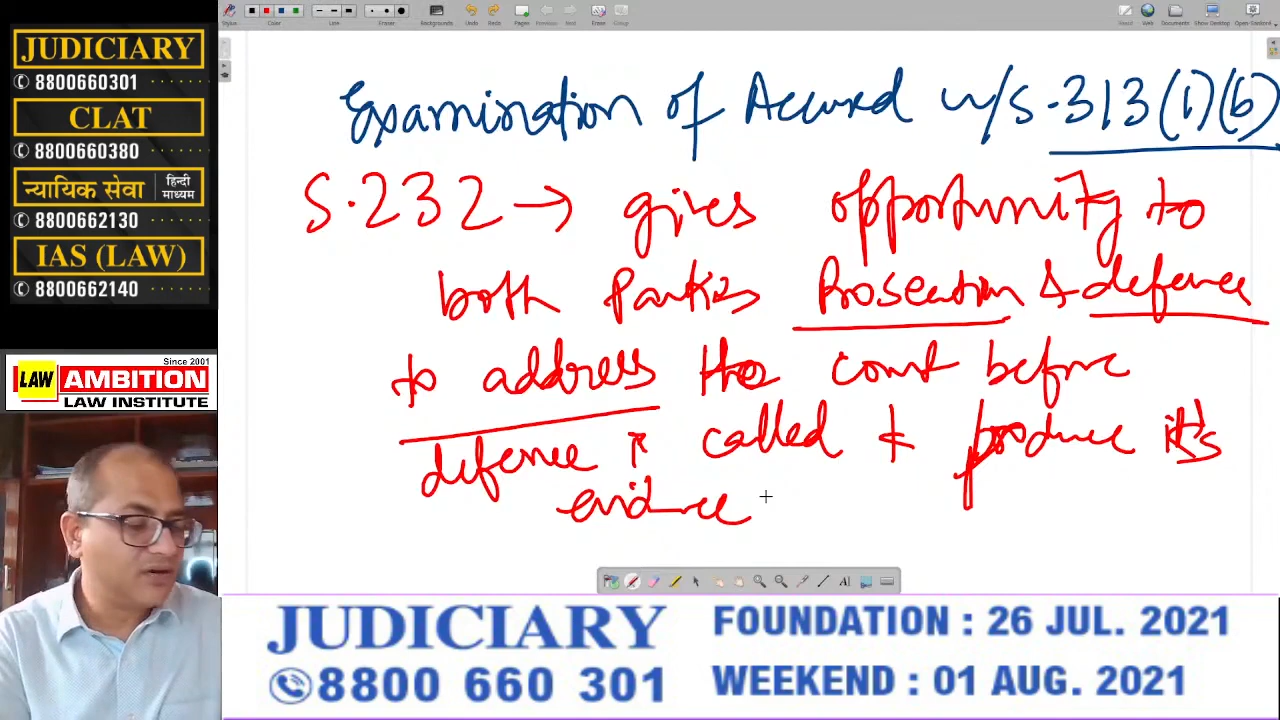 JUDICIARY
8800660301
CLAT
8800660380
न्यायिक सेवा हिन्दी माध्यम
8800662130
IAS (LAW)
8800662140
Since 2001
LAW AMBITION
LAW INSTITUTE
Examination of Accused u/S.313(1)(b)
S.232 → gives opportunity to
both Parties Prosecution & defence
to address the court before
defence is called to produce it's
evidence
JUDICIARY
8800 660 301
FOUNDATION : 26 JUL. 2021
WEEKEND : 01 AUG. 2021